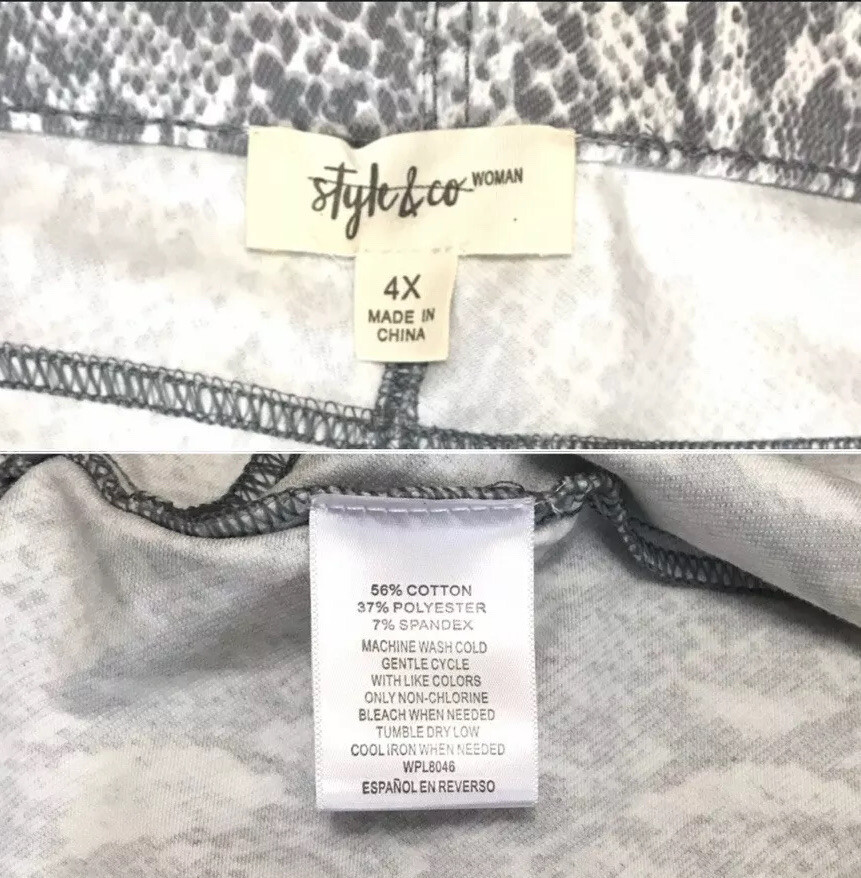 style&co WOMAN
4X
MADE IN
CHINA
56% COTTON
37% POLYESTER
7% SPANDEX
MACHINE WASH COLD
GENTLE CYCLE
WITH LIKE COLORS
ONLY NON-CHLORINE
BLEACH WHEN NEEDED
TUMBLE DRY LOW
COOL IRON WHEN NEEDED
WPL8046
ESPAÑOL EN REVERSO